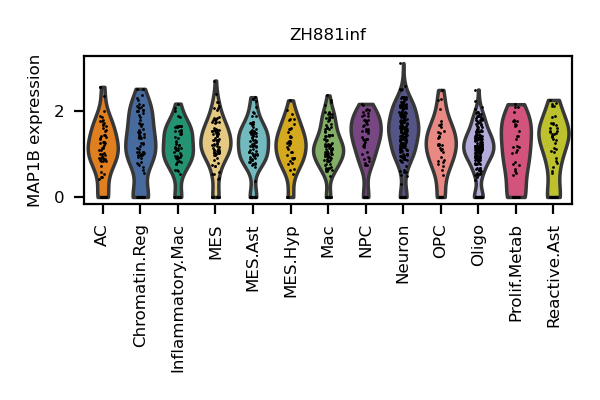 ZH881inf
MAP1B expression
2
0
AC
Chromatin.Reg
Inflammatory.Mac
MES
MES.Ast
MES.Hyp
Mac
NPC
Neuron
OPC
Oligo
Prolif.Metab
Reactive.Ast